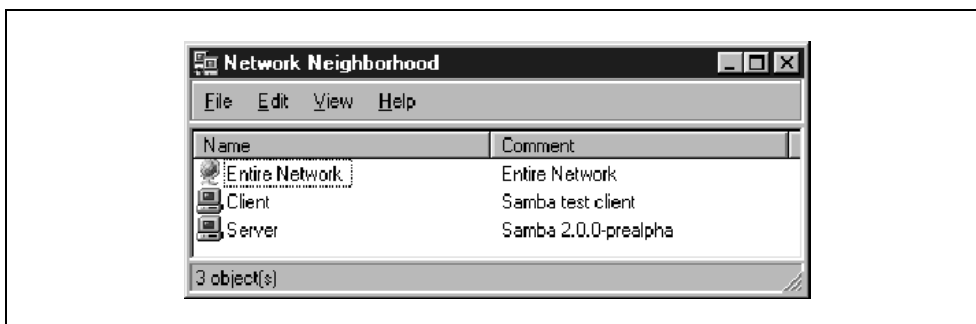 Network Neighborhood
File Edit View Help
Name Comment
Entire Network Entire Network
Client Samba test client
Server Samba 2.0.0-prealpha
3 object(s)